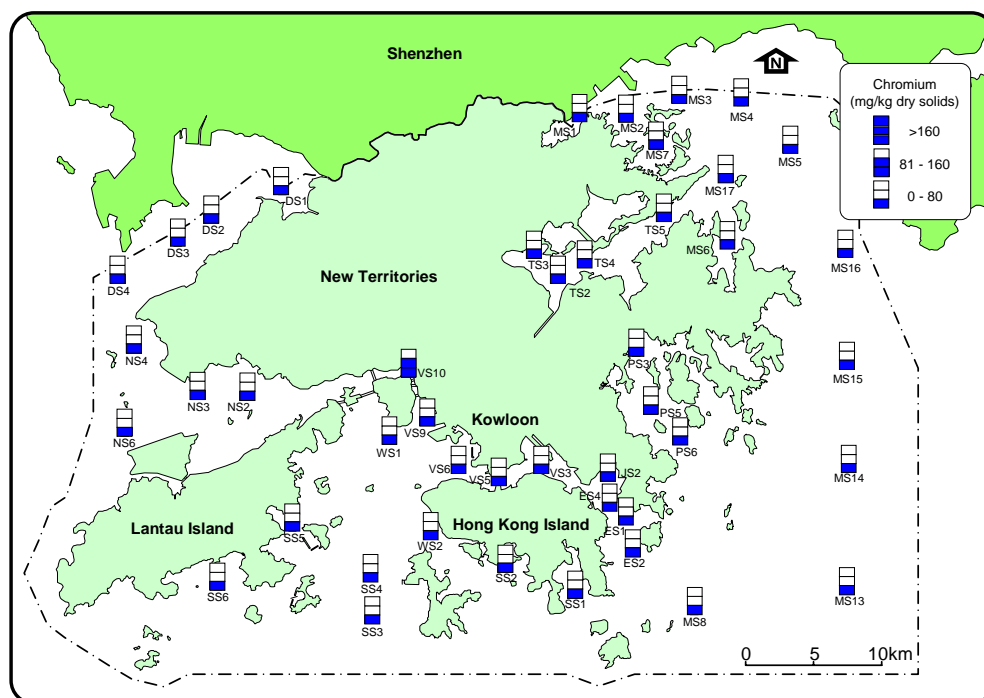 Shenzhen
N
Chromium
(mg/kg dry solids)
>160
81 - 160
0 - 80
MS3
MS4
MS1
MS2
MS7
MS5
MS17
DS1
DS2
DS3
DS4
TS5
MS6
TS3
TS4
TS2
MS16
New Territories
NS4
PS3
MS15
VS10
NS3
NS2
PS5
NS6
VS9
Kowloon
WS1
PS6
VS6
VS5
VS3
JS2
MS14
ES4
ES1
Lantau Island
SS5
WS2
Hong Kong Island
ES2
SS2
SS6
SS4
SS1
MS13
SS3
MS8
0 5 10km